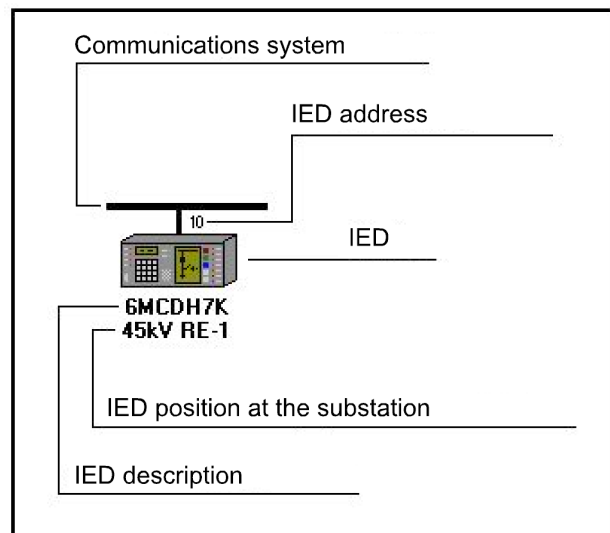 Communications system
IED address
10
IED
6MCDH7K
45kV RE-1
IED position at the substation
IED description